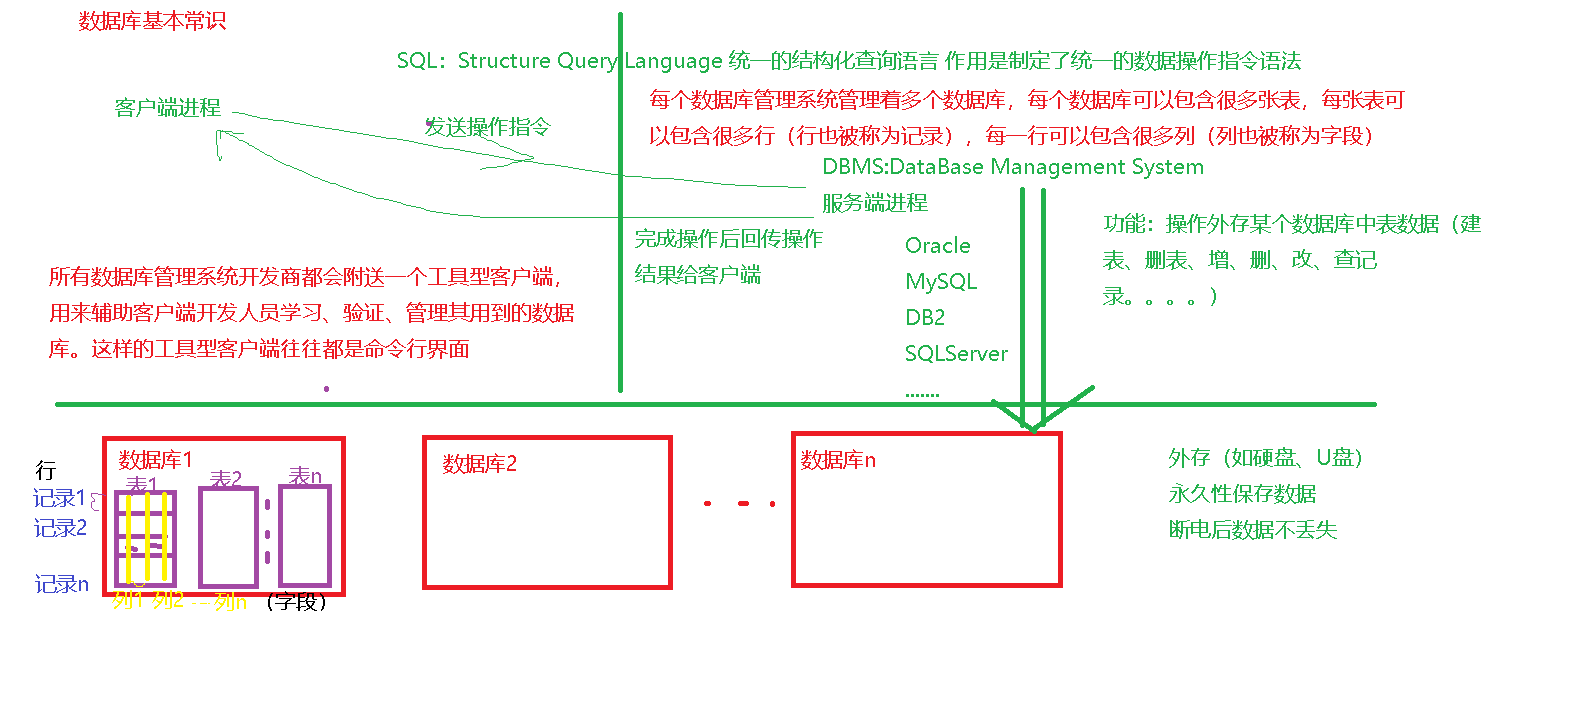 数据库基本常识
SQL：Structure Query Language 统一的结构化查询语言 作用是制定了统一的数据操作指令语法
每个数据库管理系统管理着多个数据库，每个数据库可以包含很多张表，每张表可
以包含很多行（行也被称为记录），每一行可以包含很多列（列也被称为字段）
客户端进程
发送操作指令
DBMS:DataBase Management System
服务端进程
完成操作后回传操作
结果给客户端
Oracle
MySQL
DB2
SQLServer
.......
功能：操作外存某个数据库中表数据（建
表、删表、增、删、改、查记
录。。。。）
所有数据库管理系统开发商都会附送一个工具型客户端，
用来辅助客户端开发人员学习、验证、管理其用到的数据
库。这样的工具型客户端往往都是命令行界面
数据库1
数据库2
数据库n
表1
表2
表n
行
记录1
记录2
记录n
列1 列2 ---列n （字段）
外存（如硬盘、U盘）
永久性保存数据
断电后数据不丢失